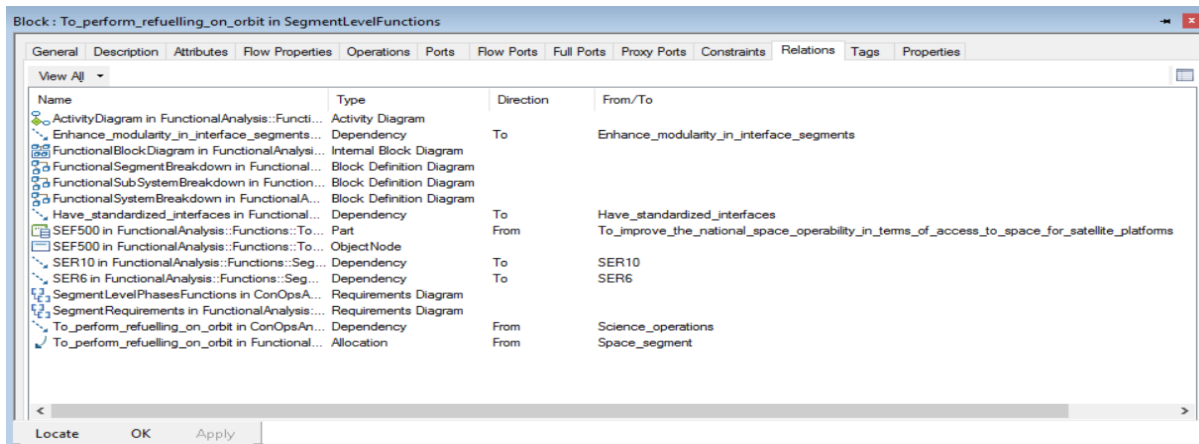 Block : To_perform_refuelling_on_orbit in SegmentLevelFunctions
General Description Attributes Flow Properties Operations Ports Flow Ports Full Ports Proxy Ports Constraints Relations Tags Properties
View All
Name Type Direction From/To
ActivityDiagram in FunctionalAnalysis::Functi... Activity Diagram
Enhance_modularity_in_interface_segments... Dependency To Enhance_modularity_in_interface_segments
FunctionalBlockDiagram in FunctionalAnalysi... Internal Block Diagram
FunctionalSegmentBreakdown in Functional... Block Definition Diagram
FunctionalSubSystemBreakdown in Function... Block Definition Diagram
FunctionalSystemBreakdown in FunctionalA... Block Definition Diagram
Have_standardized_interfaces in Functional... Dependency To Have_standardized_interfaces
SEF500 in FunctionalAnalysis::Functions::To... Part From To_improve_the_national_space_operability_in_terms_of_access_to_space_for_satellite_platforms
SEF500 in FunctionalAnalysis::Functions::To... ObjectNode
SER10 in FunctionalAnalysis::Functions::Seg... Dependency To SER10
SER6 in FunctionalAnalysis::Functions::Seg... Dependency To SER6
SegmentLevelPhasesFunctions in ConOpsA... Requirements Diagram
SegmentRequirements in FunctionalAnalysis:... Requirements Diagram
To_perform_refuelling_on_orbit in ConOpsAn... Dependency From Science_operations
To_perform_refuelling_on_orbit in Functional... Allocation From Space_segment
Locate OK Apply